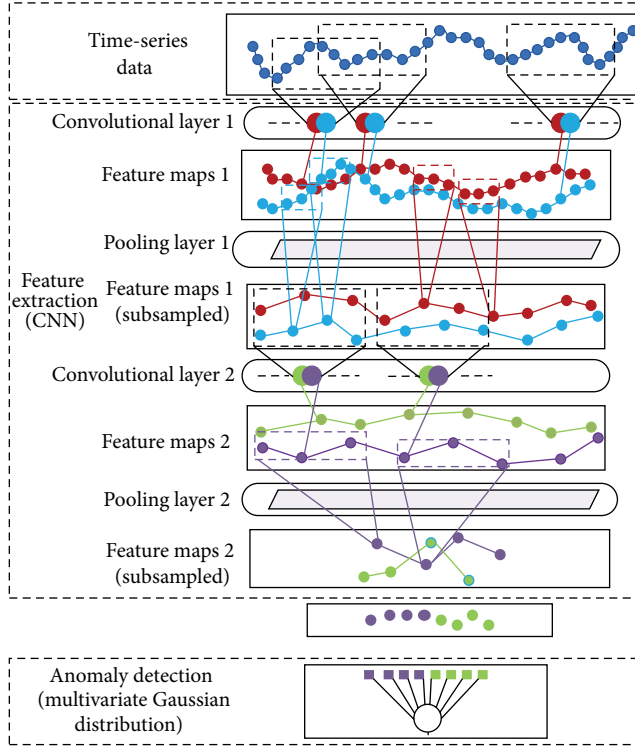 Time-series
data
Convolutional layer 1
Feature maps 1
Pooling layer 1
Feature
extraction
(CNN)
Feature maps 1
(subsampled)
Convolutional layer 2
Feature maps 2
Pooling layer 2
Feature maps 2
(subsampled)
Anomaly detection
(multivariate Gaussian
distribution)